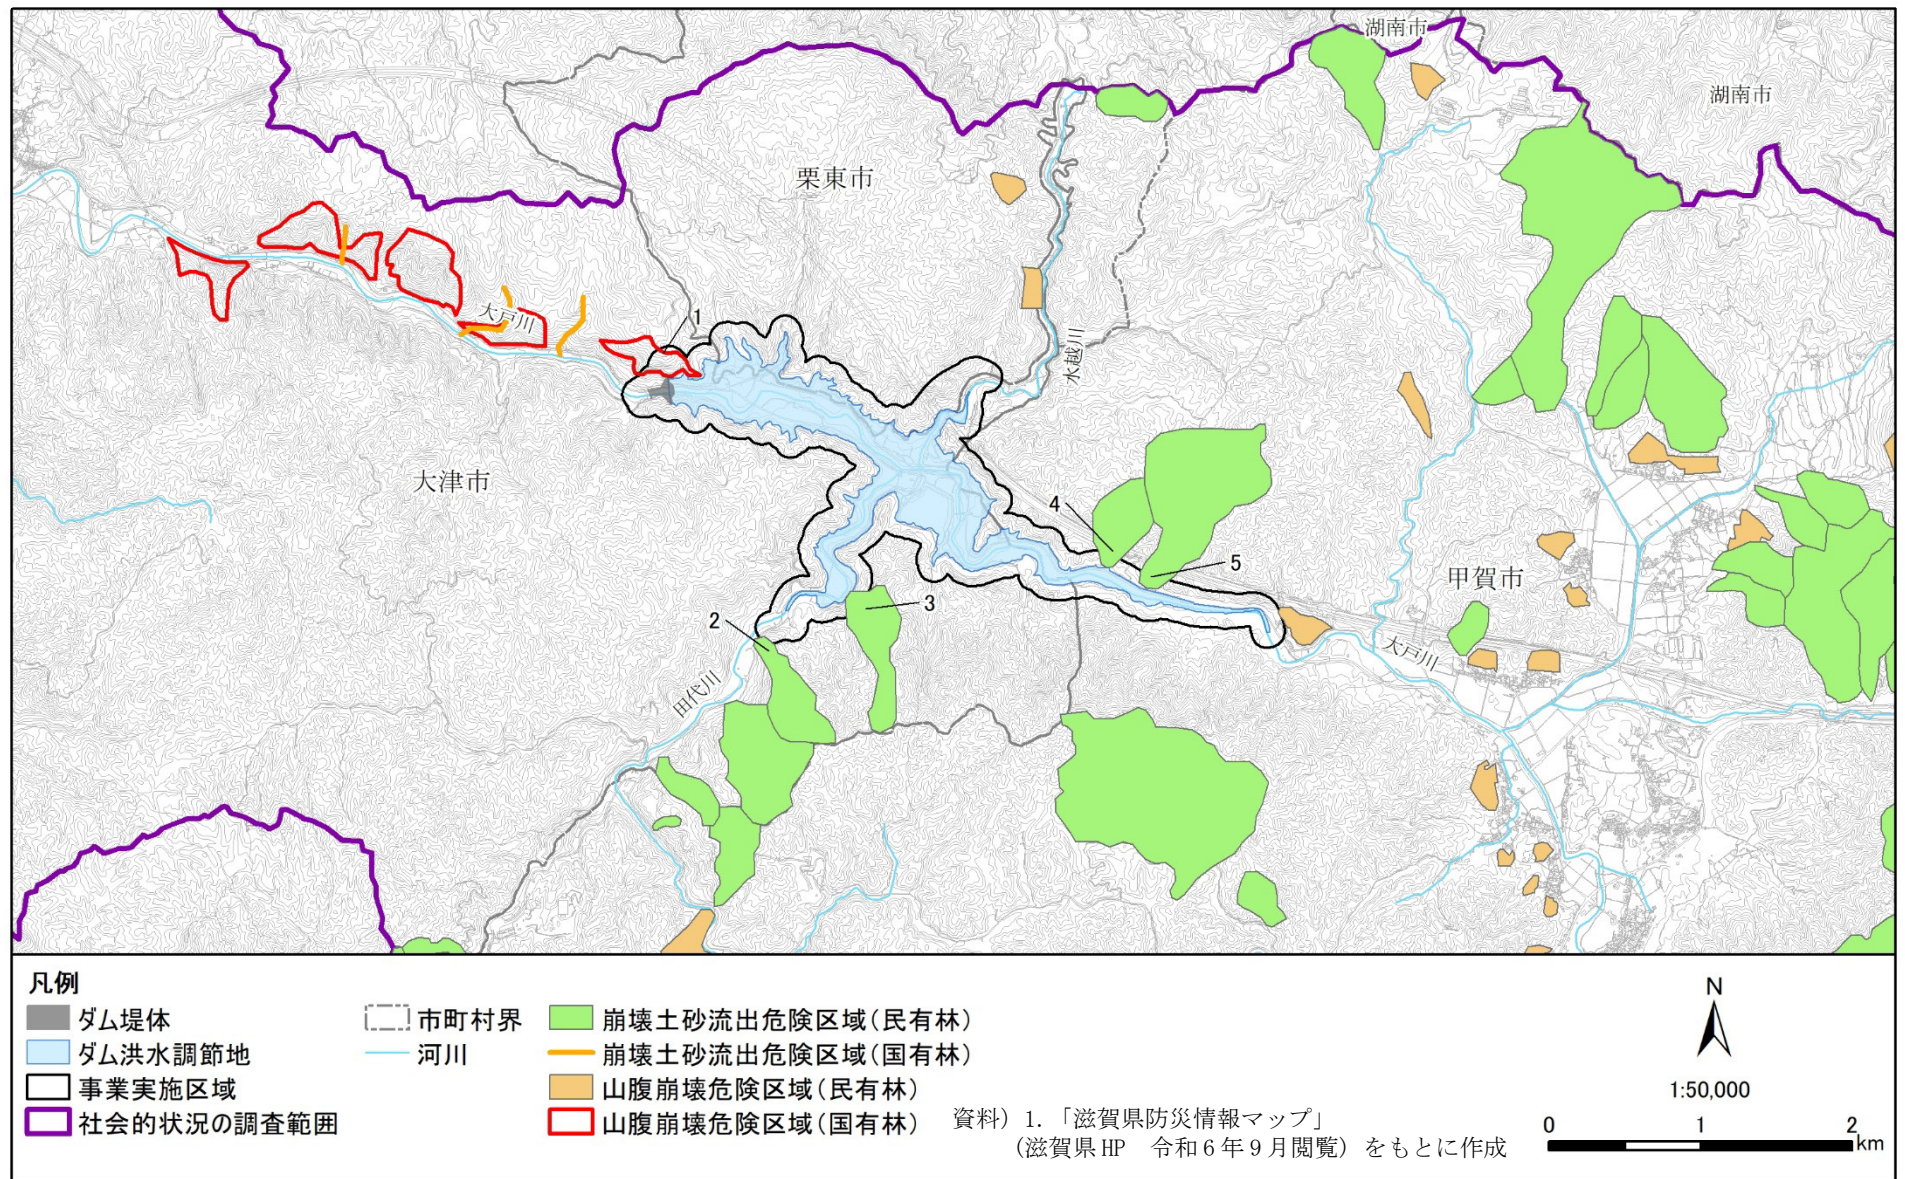 湖南市
湖南市
栗東市
大戸川
1
水越川
大津市
4
5
甲賀市
3
2
大戸川
田代川
凡例
ダム堤体
ダム洪水調節地
事業実施区域
社会的状況の調査範囲
市町村界
河川
崩壊土砂流出危険区域(民有林)
崩壊土砂流出危険区域(国有林)
山腹崩壊危険区域(民有林)
山腹崩壊危険区域(国有林)
資料) 1. 「滋賀県防災情報マップ」
(滋賀県 HP 令和 6 年 9 月閲覧) をもとに作成
N
1:50,000
0 1 2 km